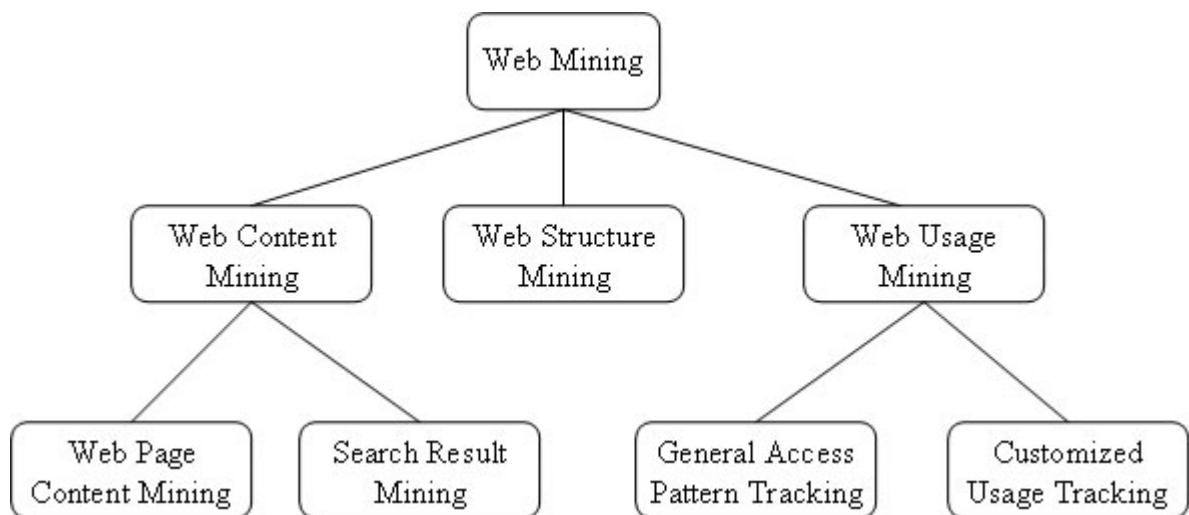 Web Mining
Web Content
Mining
Web Structure
Mining
Web Usage
Mining
Web Page
Content Mining
Search Result
Mining
General Access
Pattern Tracking
Customized
Usage Tracking